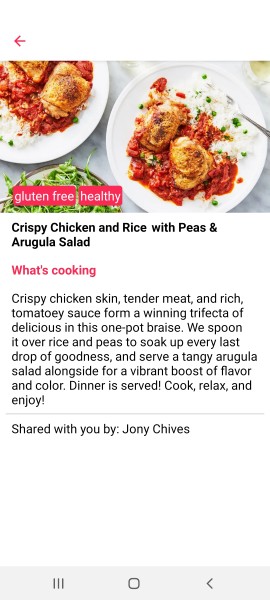 gluten free healthy
Crispy Chicken and Rice with Peas &
Arugula Salad
What's cooking
Crispy chicken skin, tender meat, and rich,
tomatoey sauce form a winning trifecta of
delicious in this one-pot braise. We spoon
it over rice and peas to soak up every last
drop of goodness, and serve a tangy arugula
salad alongside for a vibrant boost of flavor
and color. Dinner is served! Cook, relax, and
enjoy!
Shared with you by: Jony Chives